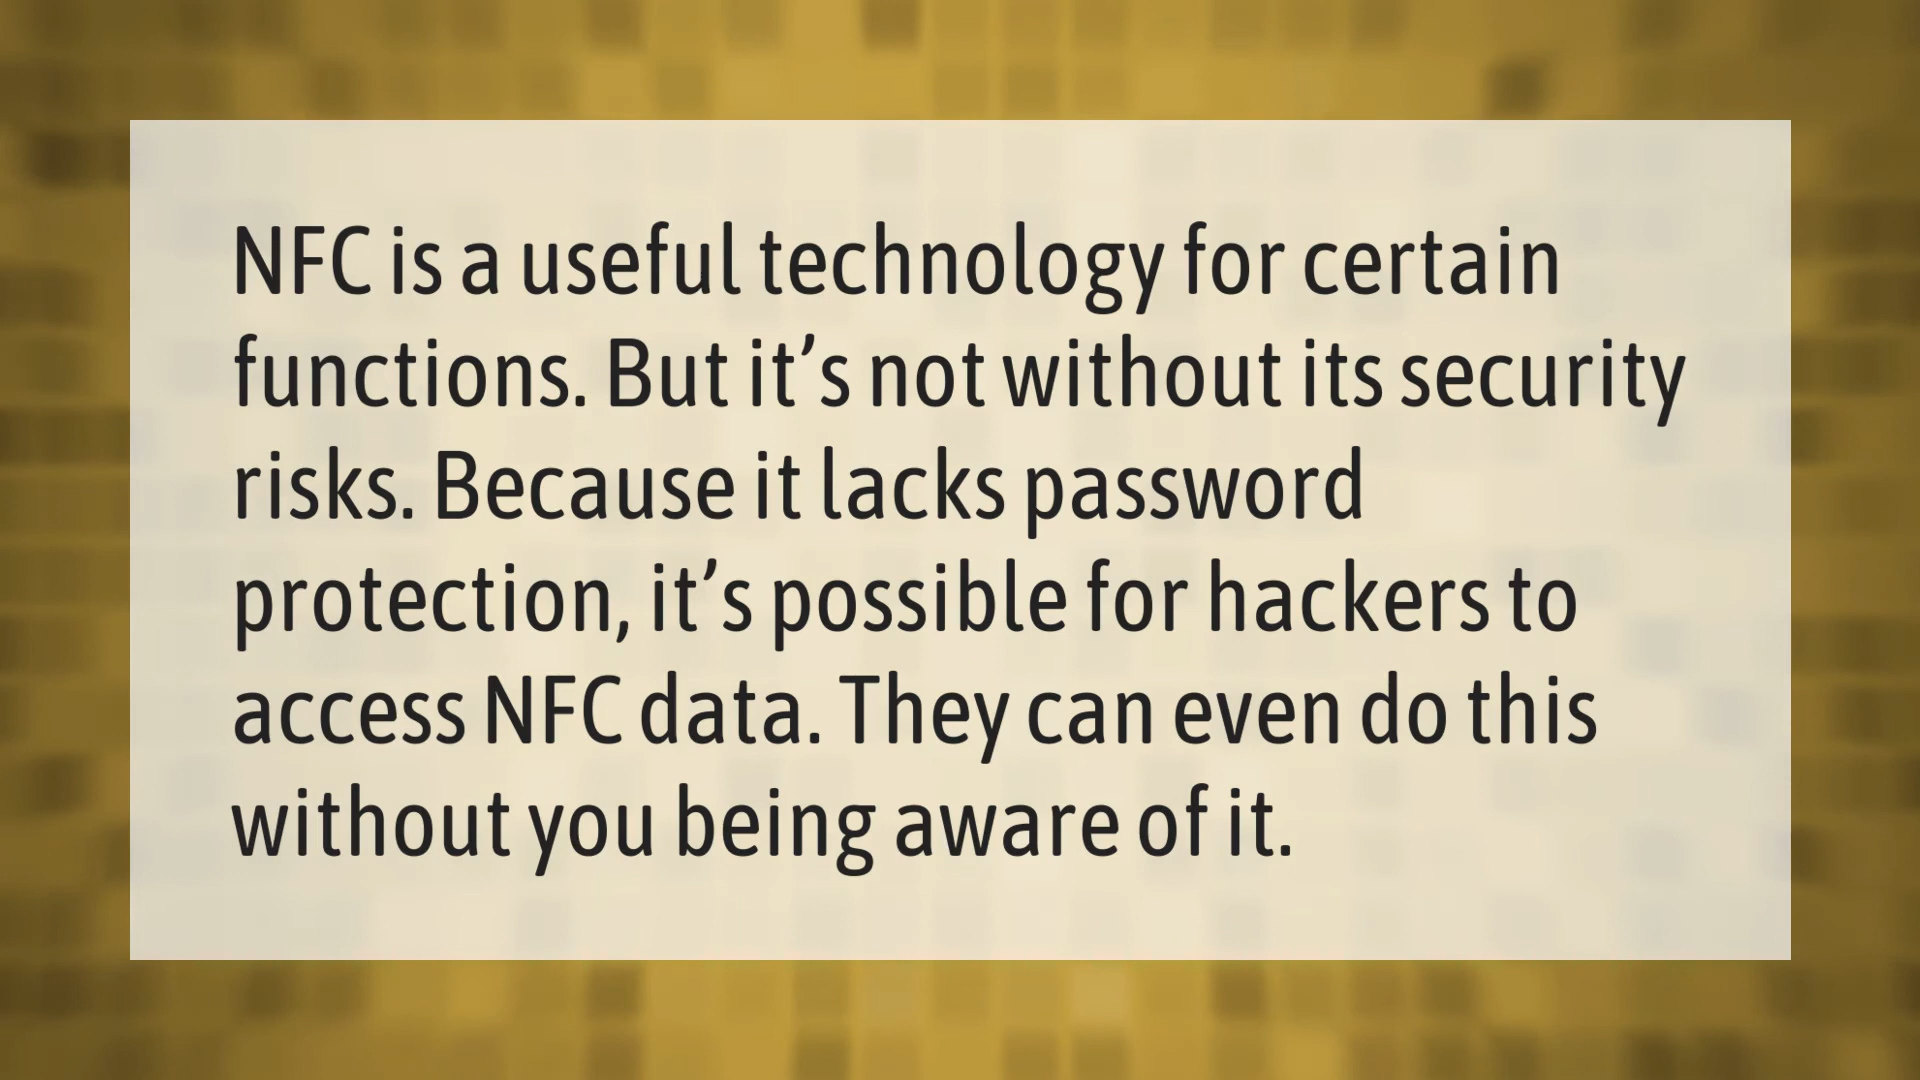 NFC is a useful technology for certain
functions. But it’s not without its security
risks. Because it lacks password
protection, it’s possible for hackers to
access NFC data. They can even do this
without you being aware of it.